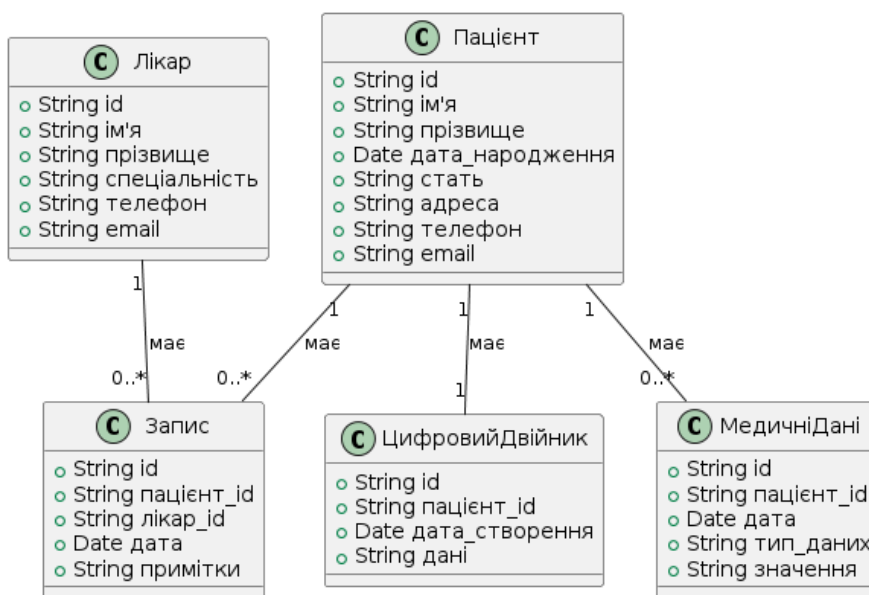 C Лікар
String id
String ім'я
String прізвище
String спеціальність
String телефон
String email
C Пацієнт
String id
String ім'я
String прізвище
Date дата_народження
String стать
String адреса
String телефон
String email
1
має
0..*
1
має
0..*
1
має
1
1
має
0..*
C Запис
String id
String пацієнт_id
String лікар_id
Date дата
String примітки
C ЦифровийДвійник
String id
String пацієнт_id
Date дата_створення
String дані
C МедичніДані
String id
String пацієнт_id
Date дата
String тип_даних
String значення